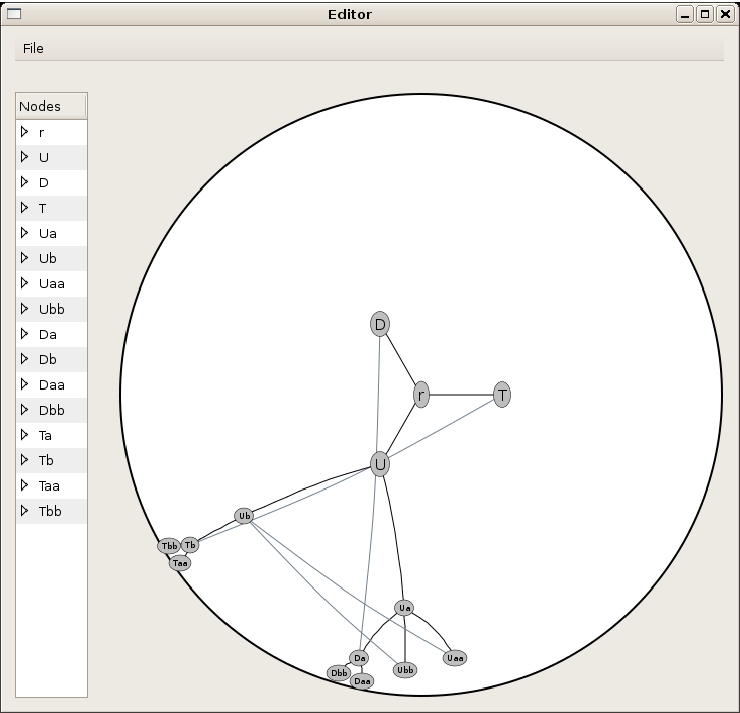 Editor
File
Nodes
r
U
D
T
Ua
Ub
Uaa
Ubb
Da
Db
Daa
Dbb
Ta
Tb
Taa
Tbb
D
r
T
U
Ub
Tbb
Tb
Taa
Ua
Da
Uaa
Ubb
Dbb
Daa